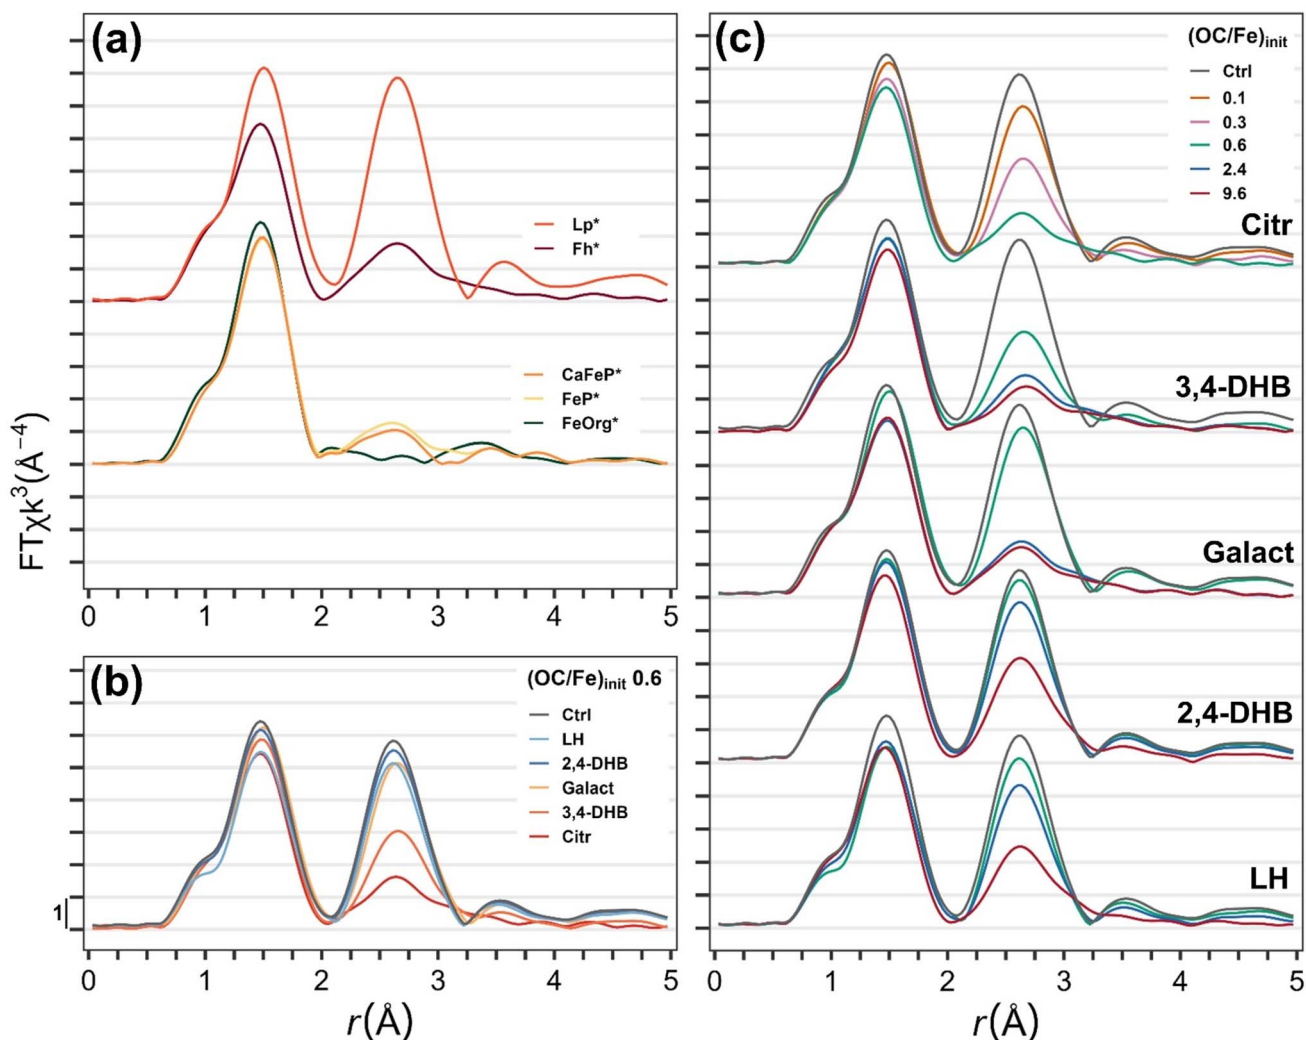 (a)
Lp*
Fh*
CaFeP*
FeP*
FeOrg*
0 1 2 3 4 5
FTχk³(Å⁻⁴)
(b)
(OC/Fe)init 0.6
Ctrl
LH
2,4-DHB
Galact
3,4-DHB
Citr
1
0 1 2 3 4 5
r(Å)
(c)
(OC/Fe)init
Ctrl
0.1
0.3
0.6
2.4
9.6
Citr
3,4-DHB
Galact
2,4-DHB
LH
0 1 2 3 4 5
r(Å)